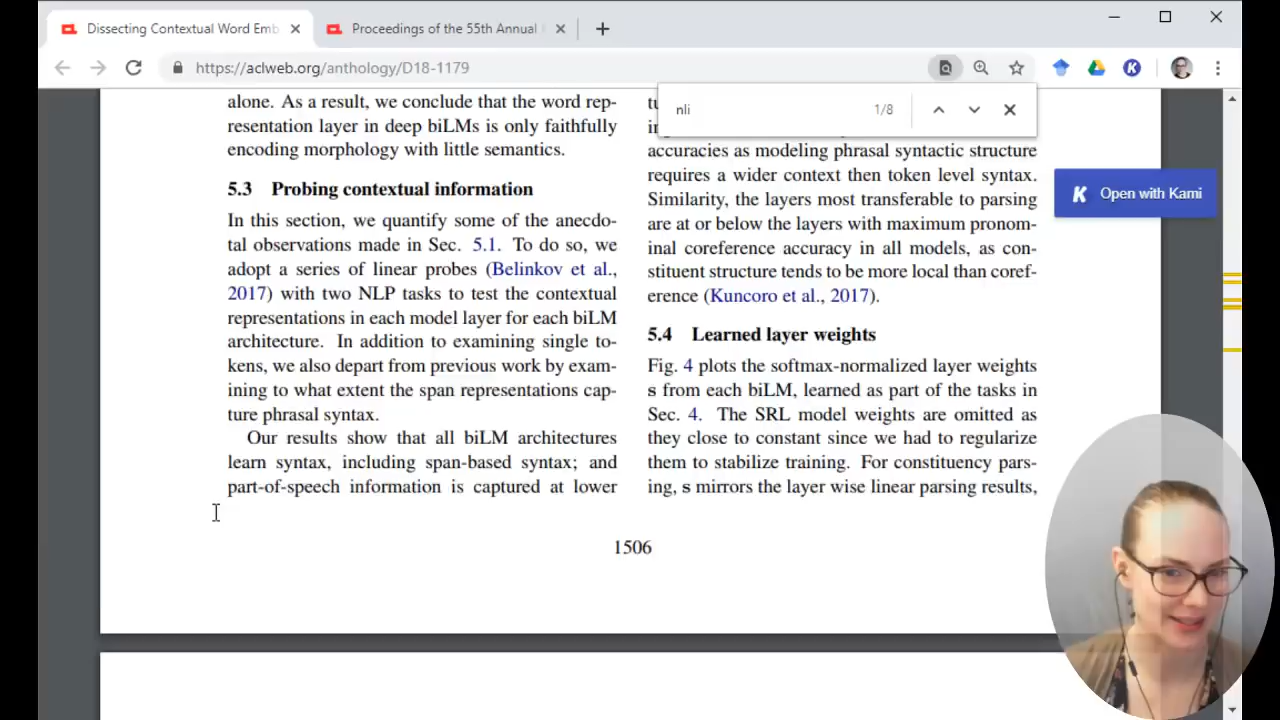 Dissecting Contextual Word Emb
Proceedings of the 55th Annual
https://aclweb.org/anthology/D18-1179
nli
1/8
Open with Kami
alone. As a result, we conclude that the word rep-
resentation layer in deep biLMs is only faithfully
encoding morphology with little semantics.
5.3 Probing contextual information
In this section, we quantify some of the anecdo-
tal observations made in Sec. 5.1. To do so, we
adopt a series of linear probes (Belinkov et al.,
2017) with two NLP tasks to test the contextual
representations in each model layer for each biLM
architecture. In addition to examining single to-
kens, we also depart from previous work by exam-
ining to what extent the span representations cap-
ture phrasal syntax.
Our results show that all biLM architectures
learn syntax, including span-based syntax; and
part-of-speech information is captured at lower
accuracies as modeling phrasal syntactic structure
requires a wider context then token level syntax.
Similarity, the layers most transferable to parsing
are at or below the layers with maximum pronom-
inal coreference accuracy in all models, as con-
stituent structure tends to be more local than coref-
erence (Kuncoro et al., 2017).
5.4 Learned layer weights
Fig. 4 plots the softmax-normalized layer weights
s from each biLM, learned as part of the tasks in
Sec. 4. The SRL model weights are omitted as
they close to constant since we had to regularize
them to stabilize training. For constituency pars-
ing, s mirrors the layer wise linear parsing results,
1506